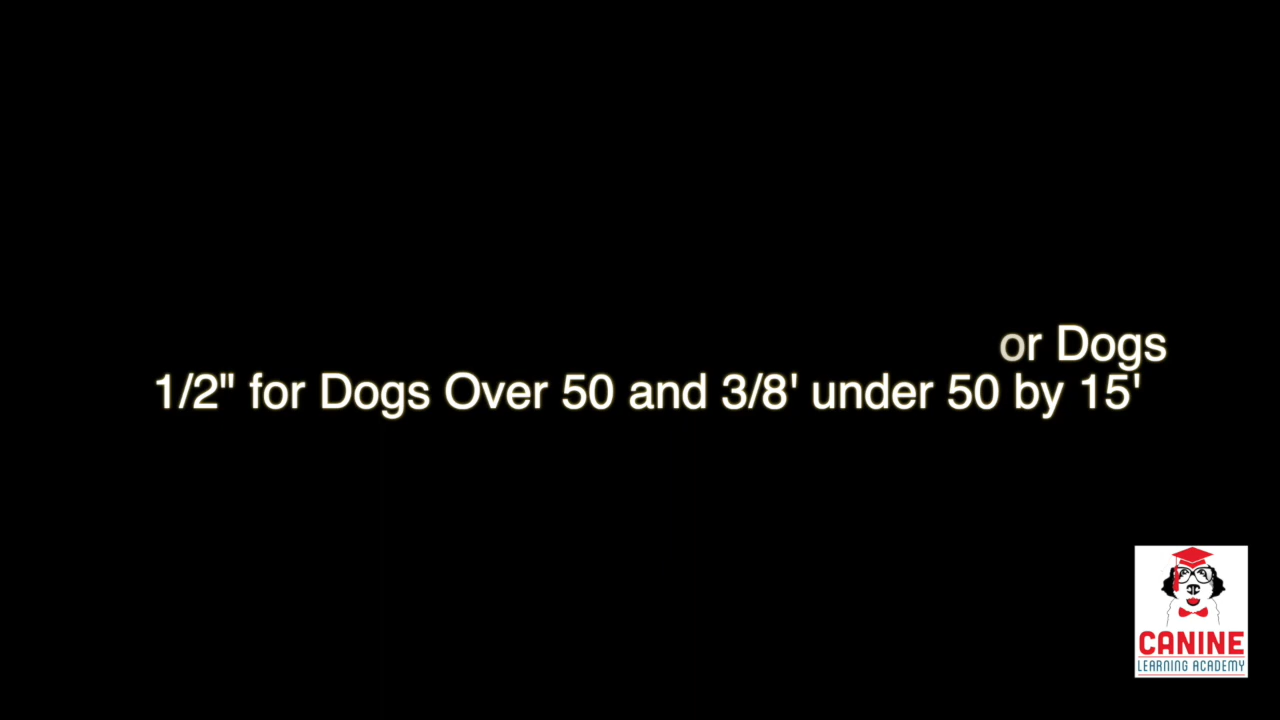 or Dogs
1/2" for Dogs Over 50 and 3/8' under 50 by 15'
CANINE
LEARNING ACADEMY